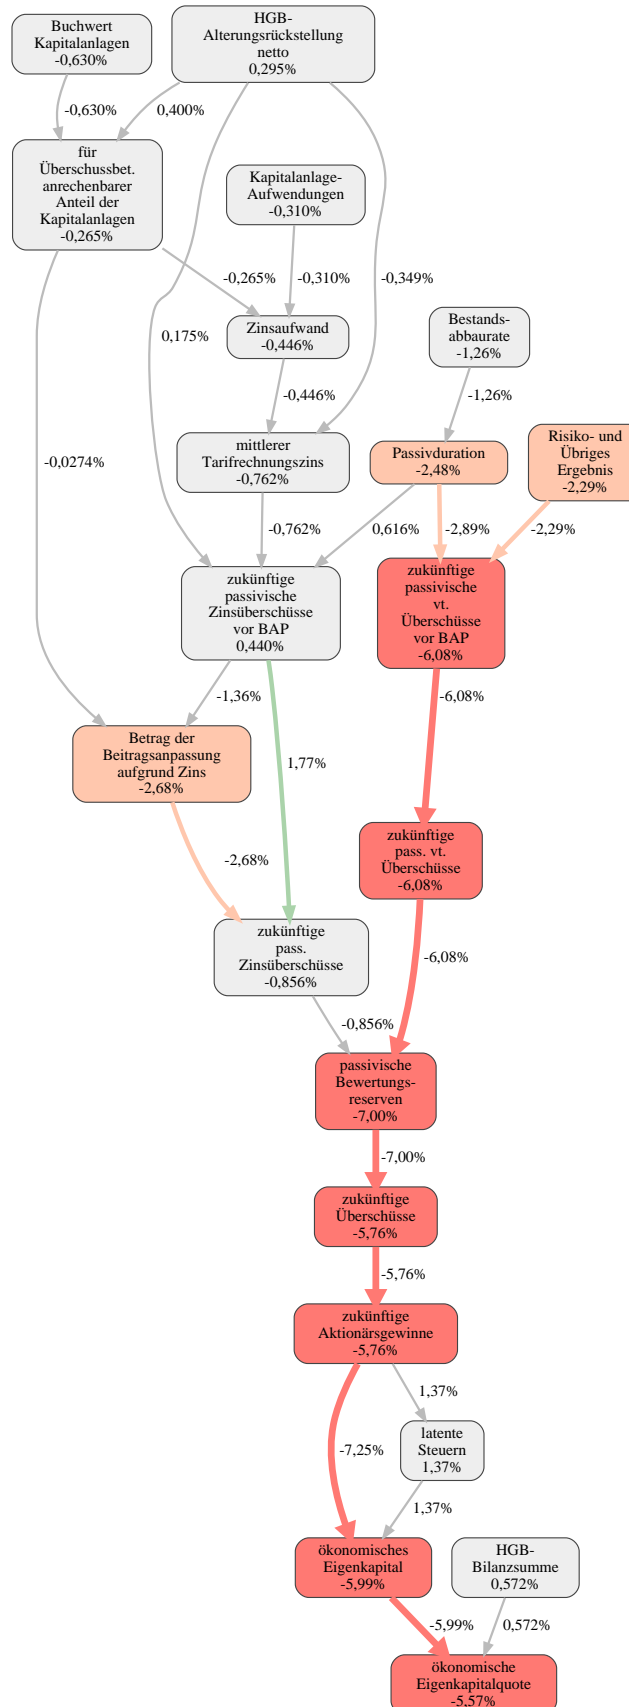 Buchwert
Kapitalanlagen
-0,630%
HGB-
Alterungsrückstellung
netto
0,295%
-0,630%
0,400%
für
Überschussbet.
anrechenbarer
Anteil der
Kapitalanlagen
-0,265%
Kapitalanlage-
Aufwendungen
-0,310%
-0,265%
-0,310%
-0,349%
0,175%
Zinsaufwand
-0,446%
Bestands-
abbaurate
-1,26%
-0,446%
-1,26%
-0,0274%
mittlerer
Tarifrechnungszins
-0,762%
Passivduration
-2,48%
Risiko- und
Übriges
Ergebnis
-2,29%
-0,762%
0,616%
-2,89%
-2,29%
zukünftige
passivische
Zinsüberschüsse
vor BAP
0,440%
zukünftige
passivische
vt.
Überschüsse
vor BAP
-6,08%
-1,36%
-6,08%
Betrag der
Beitragsanpassung
aufgrund Zins
-2,68%
1,77%
zukünftige
pass. vt.
Überschüsse
-6,08%
-2,68%
zukünftige
pass.
Zinsüberschüsse
-0,856%
-6,08%
-0,856%
passivische
Bewertungs-
reserven
-7,00%
-7,00%
zukünftige
Überschüsse
-5,76%
-5,76%
zukünftige
Aktionärsgewinne
-5,76%
1,37%
-7,25%
latente
Steuern
1,37%
1,37%
ökonomisches
Eigenkapital
-5,99%
HGB-
Bilanzsumme
0,572%
-5,99%
0,572%
ökonomische
Eigenkapitalquote
-5,57%